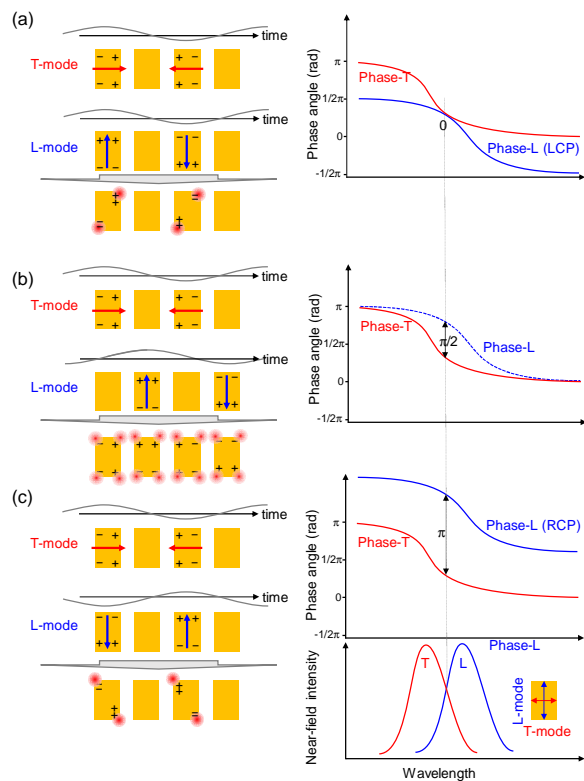 (a)
time
T-mode
− + + −
− + + −
time
L-mode
+ + − −
− − + +
Phase angle (rad)
π
1/2π
0
-1/2π
Phase-T
0
Phase-L (LCP)
(b)
time
T-mode
− + + −
− + + −
time
L-mode
+ + − −
− − + +
Phase angle (rad)
π
1/2π
0
-1/2π
Phase-T
π/2
Phase-L
(c)
time
T-mode
− + + −
− + + −
time
L-mode
− − + +
+ + − −
Phase angle (rad)
π
1/2π
0
-1/2π
Phase-T
π
Phase-L (RCP)
Phase-L
Near-field intensity
T
L
L-mode
T-mode
Wavelength